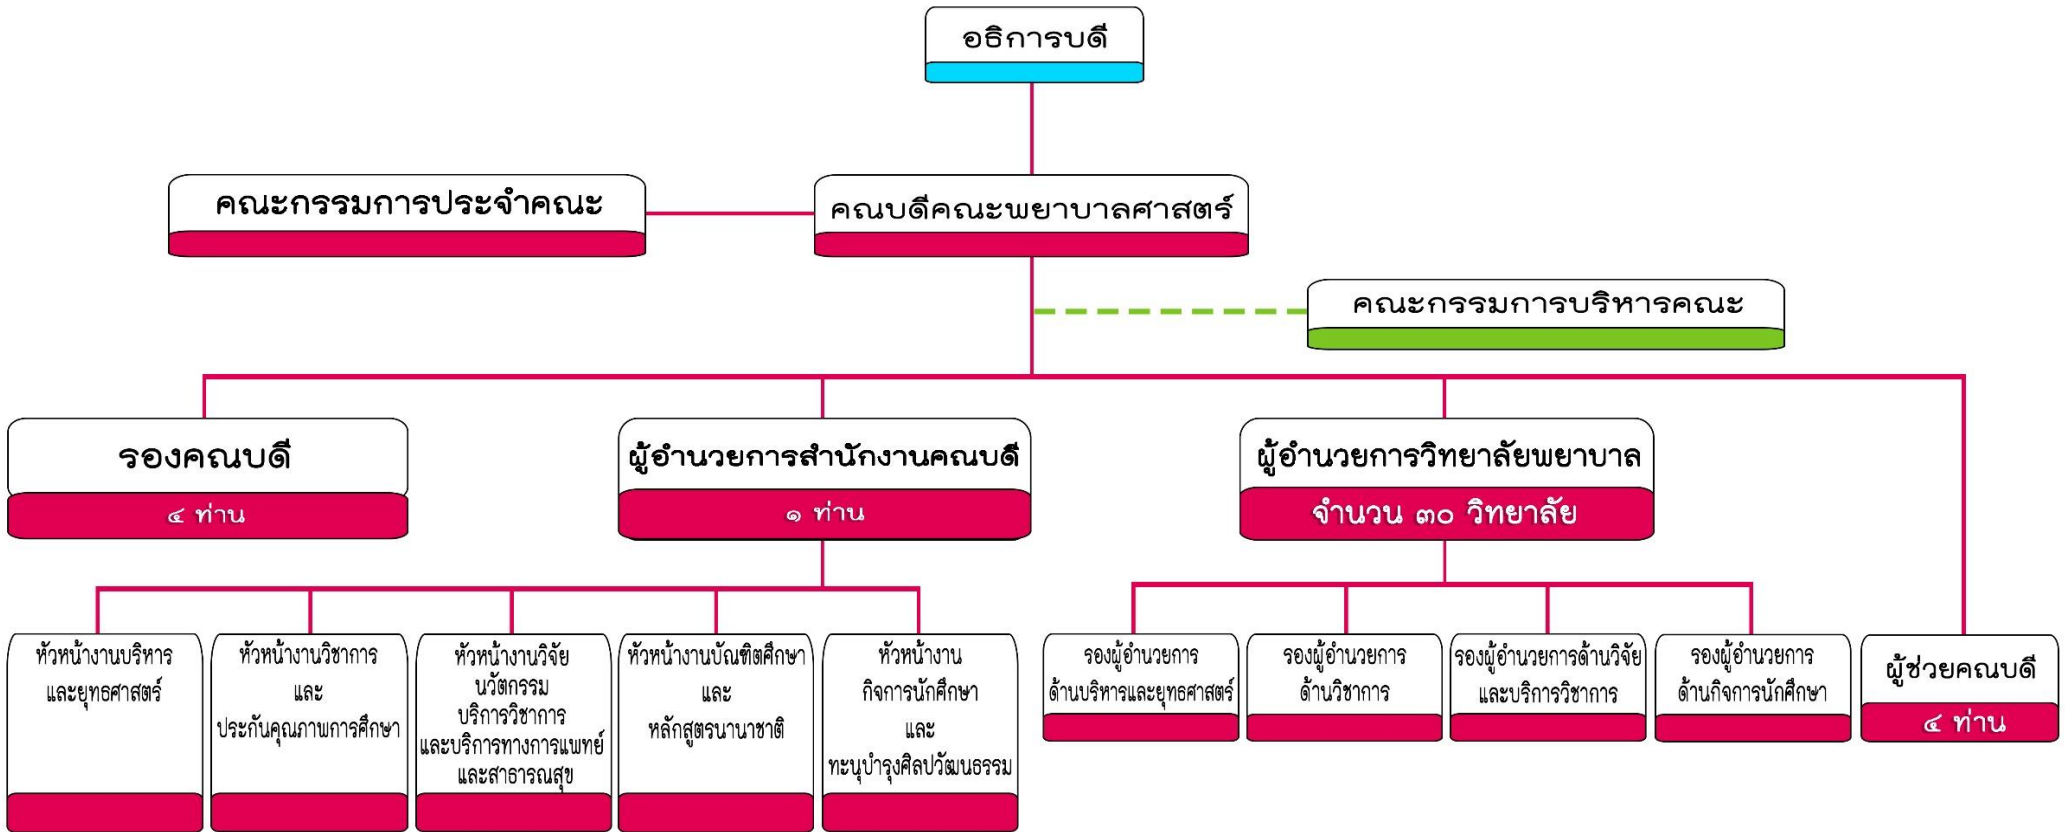 อธิการบดี
คณะกรรมการประจำคณะ
คณบดีคณะพยาบาลศาสตร์
คณะกรรมการบริหารคณะ
รองคณบดี
๔ ท่าน
ผู้อำนวยการสำนักงานคณบดี
๑ ท่าน
ผู้อำนวยการวิทยาลัยพยาบาล
จำนวน ๓๐ วิทยาลัย
หัวหน้างานบริหาร
และยุทธศาสตร์
หัวหน้างานวิชาการ
และ
ประกันคุณภาพการศึกษา
หัวหน้างานวิจัย
นวัตกรรม
บริการวิชาการ
และบริการทางการแพทย์
และสาธารณสุข
หัวหน้างานบัณฑิตศึกษา
และ
หลักสูตรนานาชาติ
หัวหน้างาน
กิจการนักศึกษา
และ
ทะนุบำรุงศิลปวัฒนธรรม
รองผู้อำนวยการ
ด้านบริหารและยุทธศาสตร์
รองผู้อำนวยการ
ด้านวิชาการ
รองผู้อำนวยการด้านวิจัย
และบริการวิชาการ
รองผู้อำนวยการ
ด้านกิจการนักศึกษา
ผู้ช่วยคณบดี
๔ ท่าน